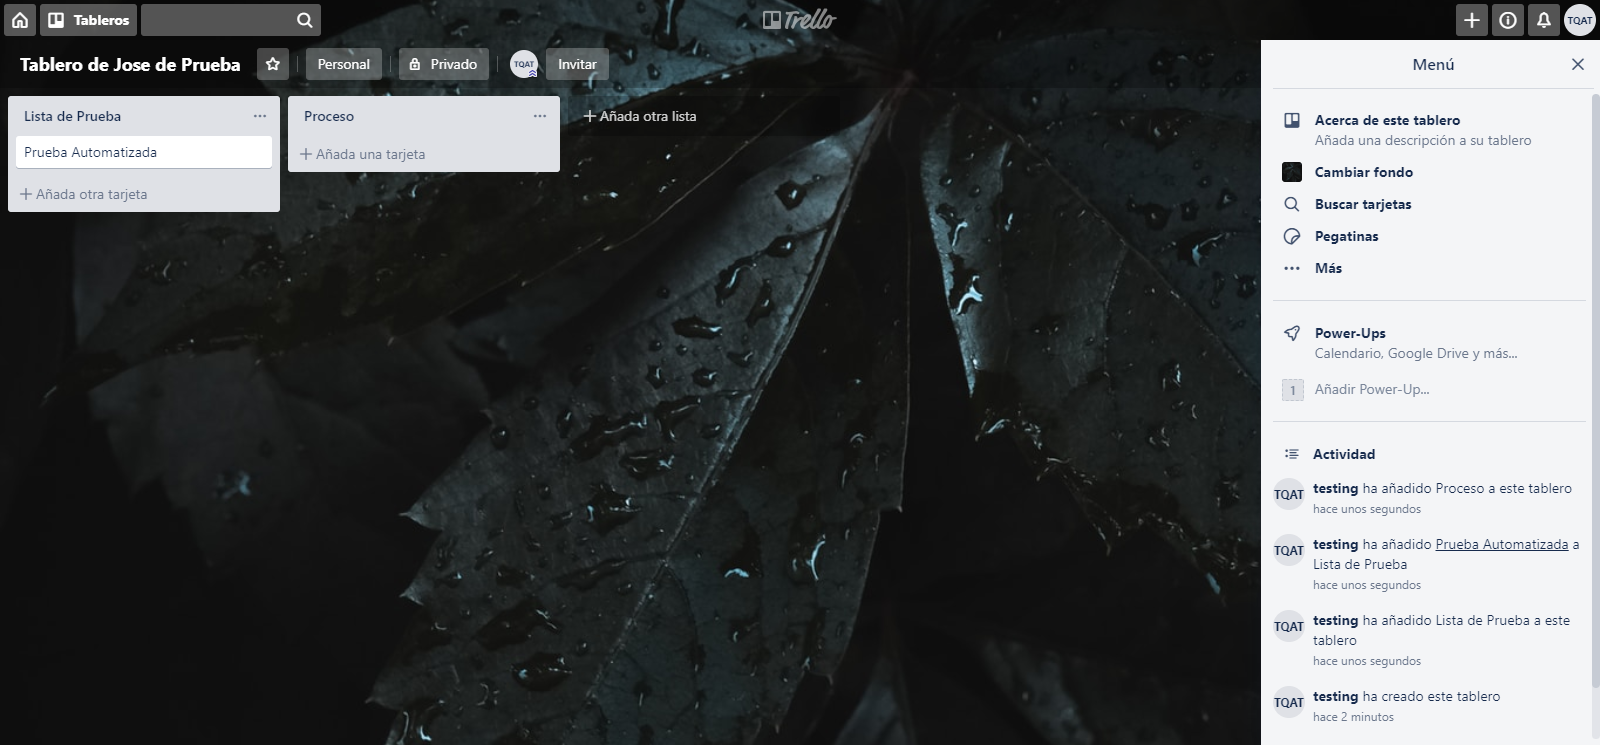 Tableros
Trello
TQAT
Tablero de Jose de Prueba
Personal
Privado
TQAT
Invitar
Lista de Prueba
Prueba Automatizada
Añada otra tarjeta
Proceso
Añada una tarjeta
Añada otra lista
Menú
Acerca de este tablero
Añada una descripción a su tablero
Cambiar fondo
Buscar tarjetas
Pegatinas
Más
Power-Ups
Calendario, Google Drive y más...
1 Añadir Power-Up...
Actividad
TQAT
testing ha añadido Proceso a este tablero
hace unos segundos
TQAT
testing ha añadido Prueba Automatizada a
Lista de Prueba
hace unos segundos
TQAT
testing ha añadido Lista de Prueba a este
tablero
hace unos segundos
TQAT
testing ha creado este tablero
hace 2 minutos